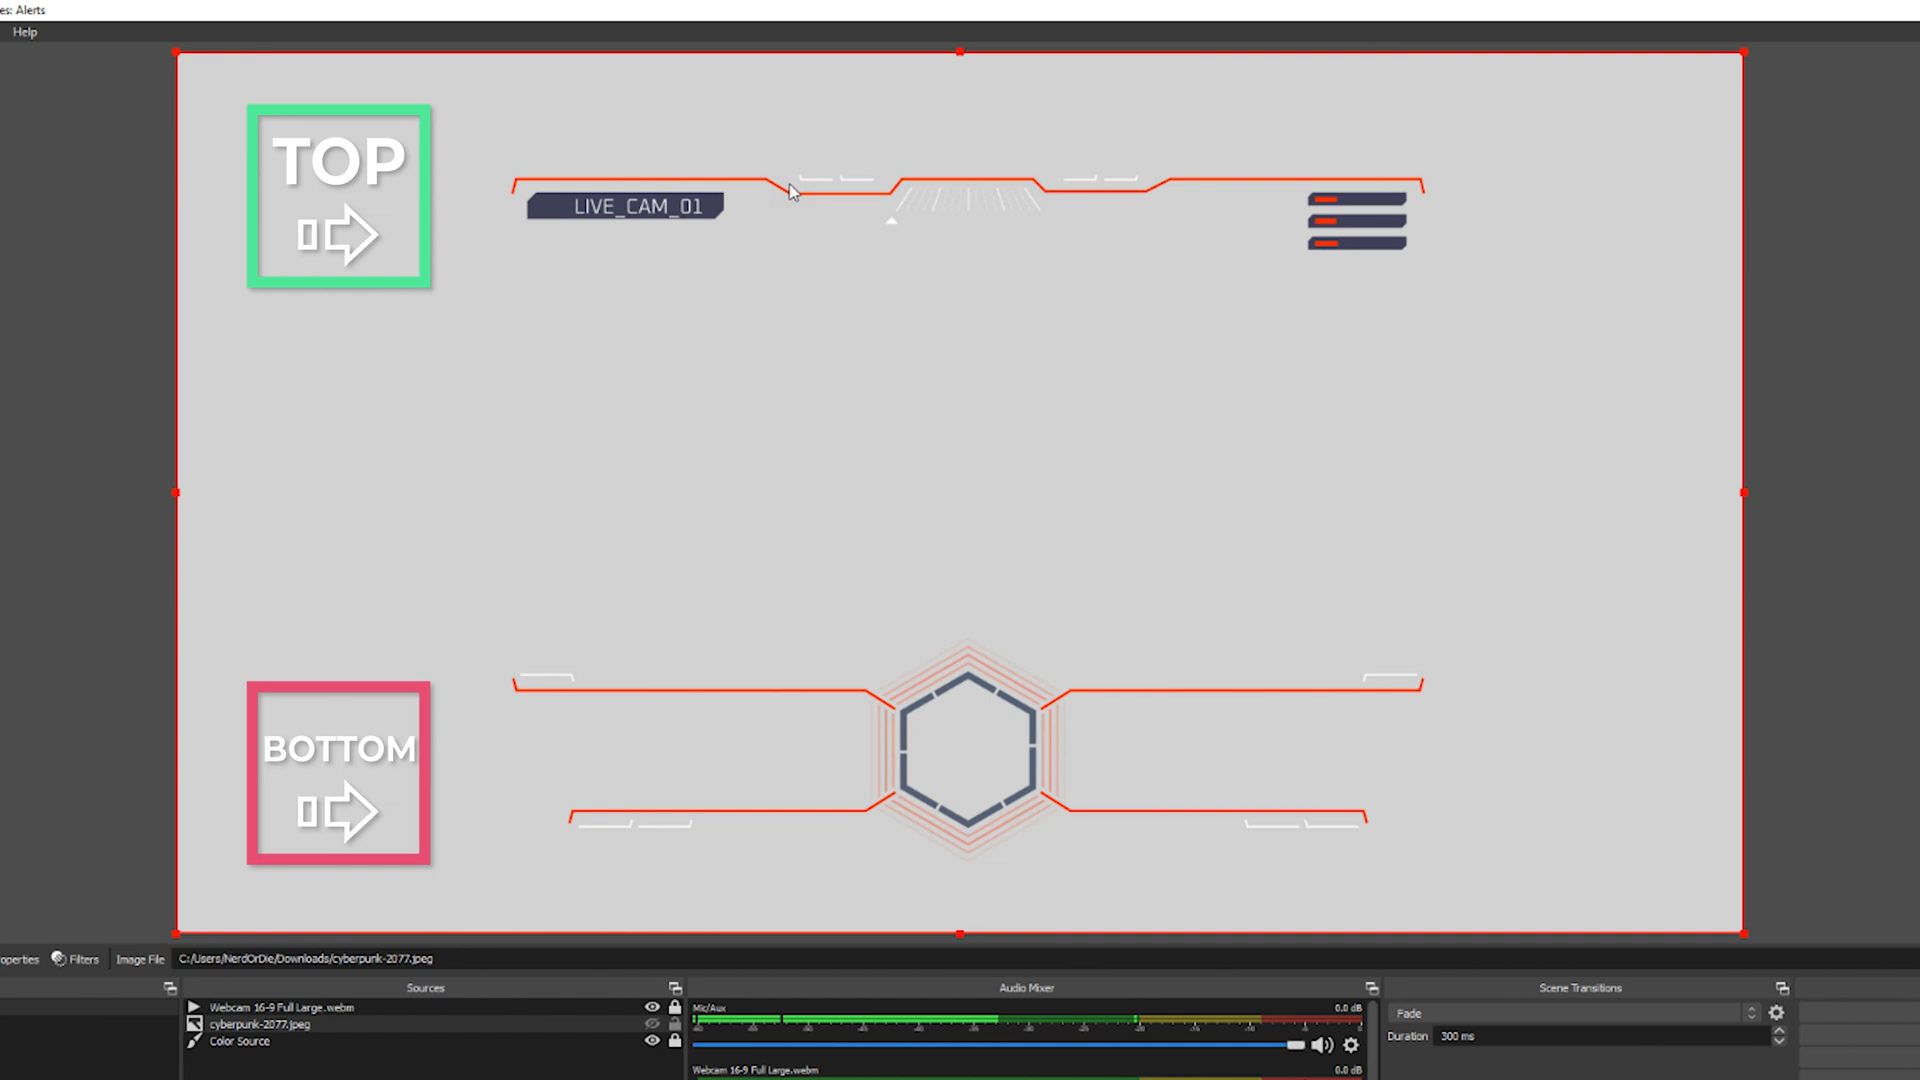 es: Alerts
Help
TOP
LIVE_CAM_01
BOTTOM
operties Filters Image File C:/Users/NerdOrDie/Downloads/cyberpunk-2077.jpeg
Sources Audio Mixer Scene Transitions
Webcam 16-9 Full Large.webm
cyberpunk-2077.jpeg
Color Source
Mic/Aux 0.0 dB
Webcam 16-9 Full Large.webm 0.0 dB
Fade
Duration 300 ms